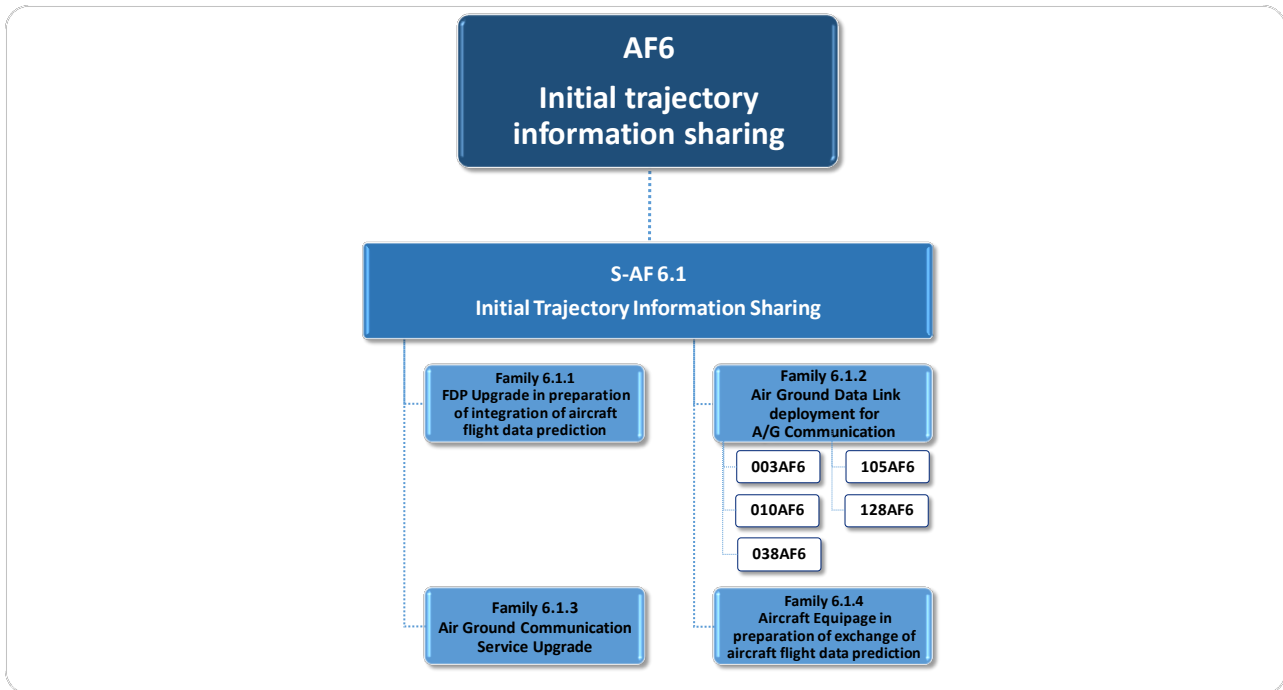 AF6
Initial trajectory
information sharing
S-AF 6.1
Initial Trajectory Information Sharing
Family 6.1.1
FDP Upgrade in preparation
of integration of aircraft
flight data prediction
Family 6.1.2
Air Ground Data Link
deployment for
A/G Communication
003AF6
105AF6
010AF6
128AF6
038AF6
Family 6.1.3
Air Ground Communication
Service Upgrade
Family 6.1.4
Aircraft Equipage in
preparation of exchange of
aircraft flight data prediction